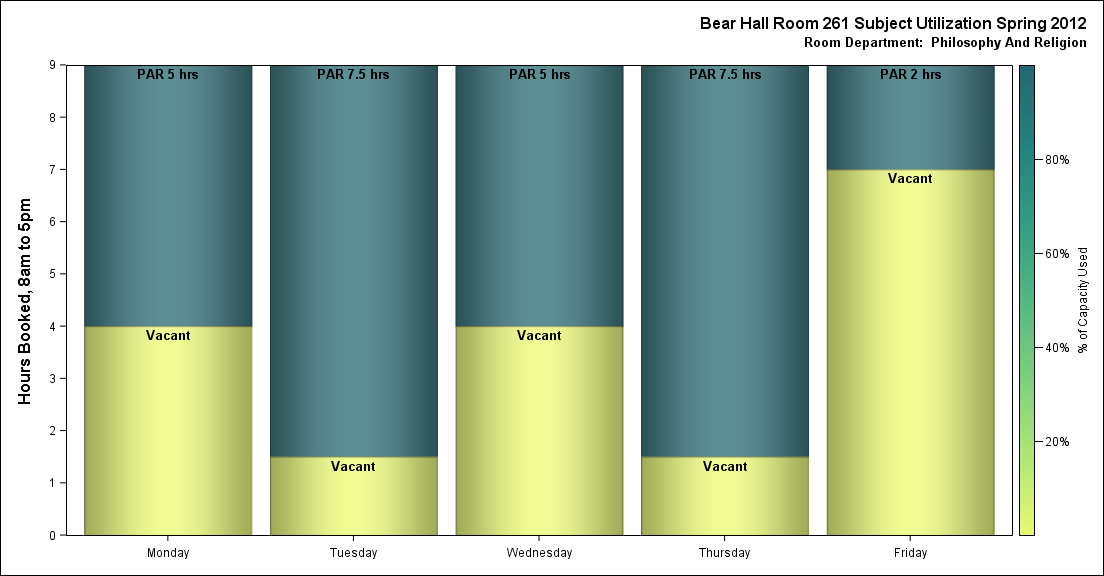 Bear Hall Room 261 Subject Utilization Spring 2012
Room Department:  Philosophy And Religion
Hours Booked, 8am to 5pm
9
8
7
6
5
4
3
2
1
0
PAR 5 hrs
PAR 7.5 hrs
PAR 5 hrs
PAR 7.5 hrs
PAR 2 hrs
Vacant
Vacant
Vacant
Vacant
Vacant
Monday
Tuesday
Wednesday
Thursday
Friday
80%
60%
40%
20%
% of Capacity Used